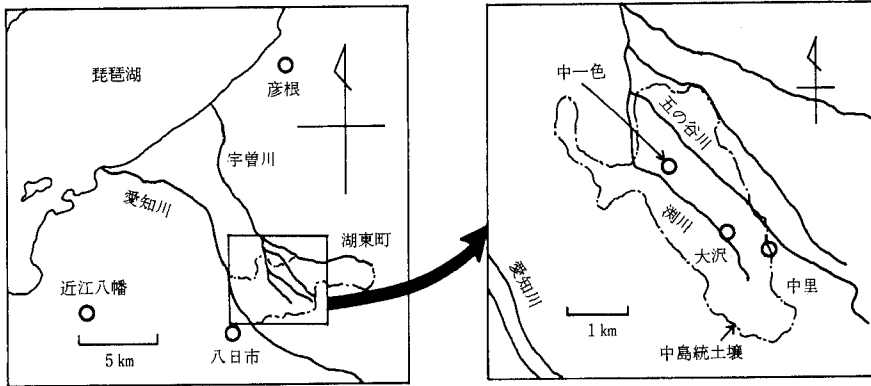 琵琶湖
彦根
宇曽川
愛知川
湖東町
近江八幡
5 km
八日市
中一色
五の谷川
渕川
大沢
愛知川
中里
1 km
中島統土壌